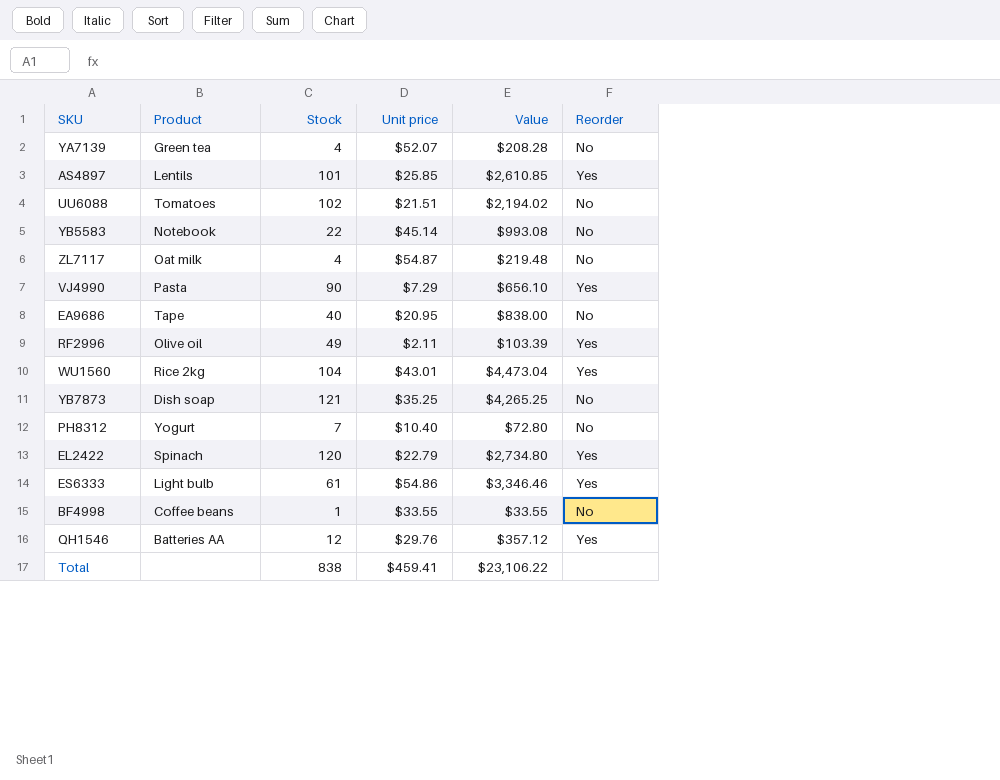 Bold Italic Sort Filter Sum Chart
A1 fx
A B C D E F
1 SKU Product Stock Unit price Value Reorder
2 YA7139 Green tea 4 $52.07 $208.28 No
3 AS4897 Lentils 101 $25.85 $2,610.85 Yes
4 UU6088 Tomatoes 102 $21.51 $2,194.02 No
5 YB5583 Notebook 22 $45.14 $993.08 No
6 ZL7117 Oat milk 4 $54.87 $219.48 No
7 VJ4990 Pasta 90 $7.29 $656.10 Yes
8 EA9686 Tape 40 $20.95 $838.00 No
9 RF2996 Olive oil 49 $2.11 $103.39 Yes
10 WU1560 Rice 2kg 104 $43.01 $4,473.04 Yes
11 YB7873 Dish soap 121 $35.25 $4,265.25 No
12 PH8312 Yogurt 7 $10.40 $72.80 No
13 EL2422 Spinach 120 $22.79 $2,734.80 Yes
14 ES6333 Light bulb 61 $54.86 $3,346.46 Yes
15 BF4998 Coffee beans 1 $33.55 $33.55 No
16 QH1546 Batteries AA 12 $29.76 $357.12 Yes
17 Total 838 $459.41 $23,106.22
Sheet1